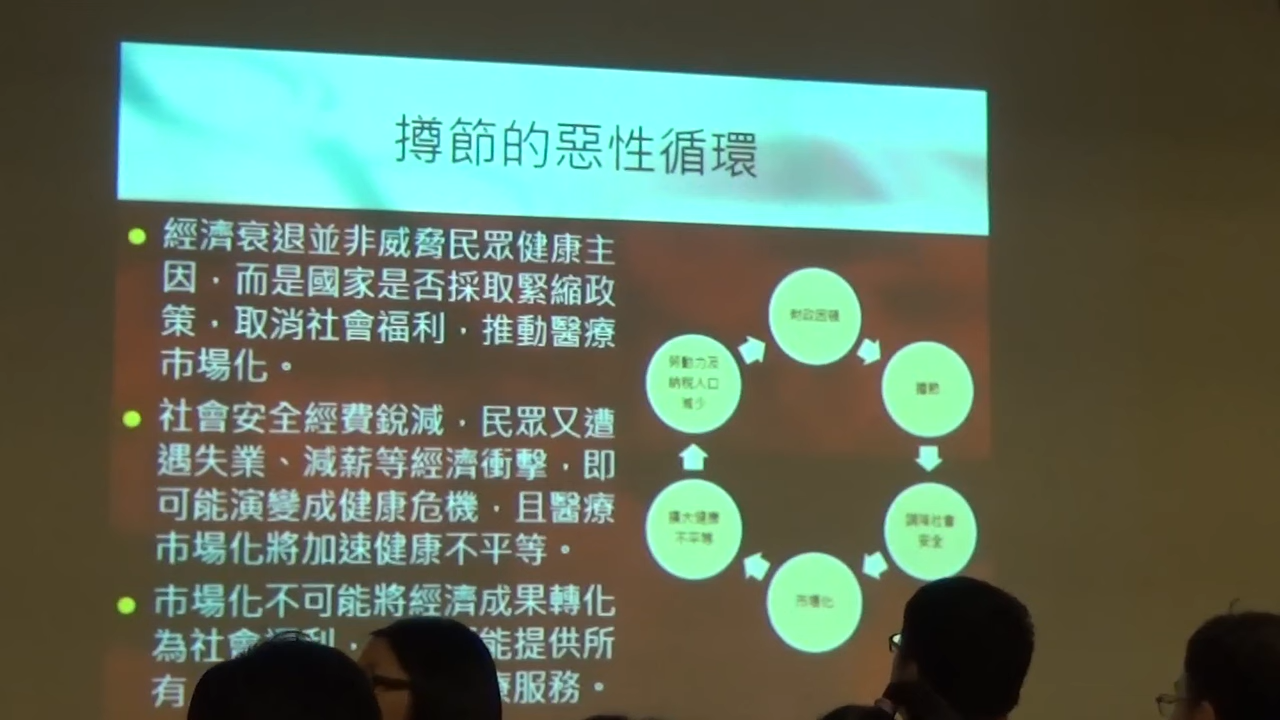 撙節的惡性循環
經濟衰退並非威脅民眾健康主
因，而是國家是否採取緊縮政
策，取消社會福利，推動醫療
市場化。
社會安全經費銳減，民眾又遭
遇失業、減薪等經濟衝擊，即
可能演變成健康危機，且醫療
市場化將加速健康不平等。
市場化不可能將經濟成果轉化
為社會福利，
能提供所
有
療服務。
財政困頓
撙節
調降社會
安全
市場化
擴大健康
不平等
勞動力及
納稅人口
減少